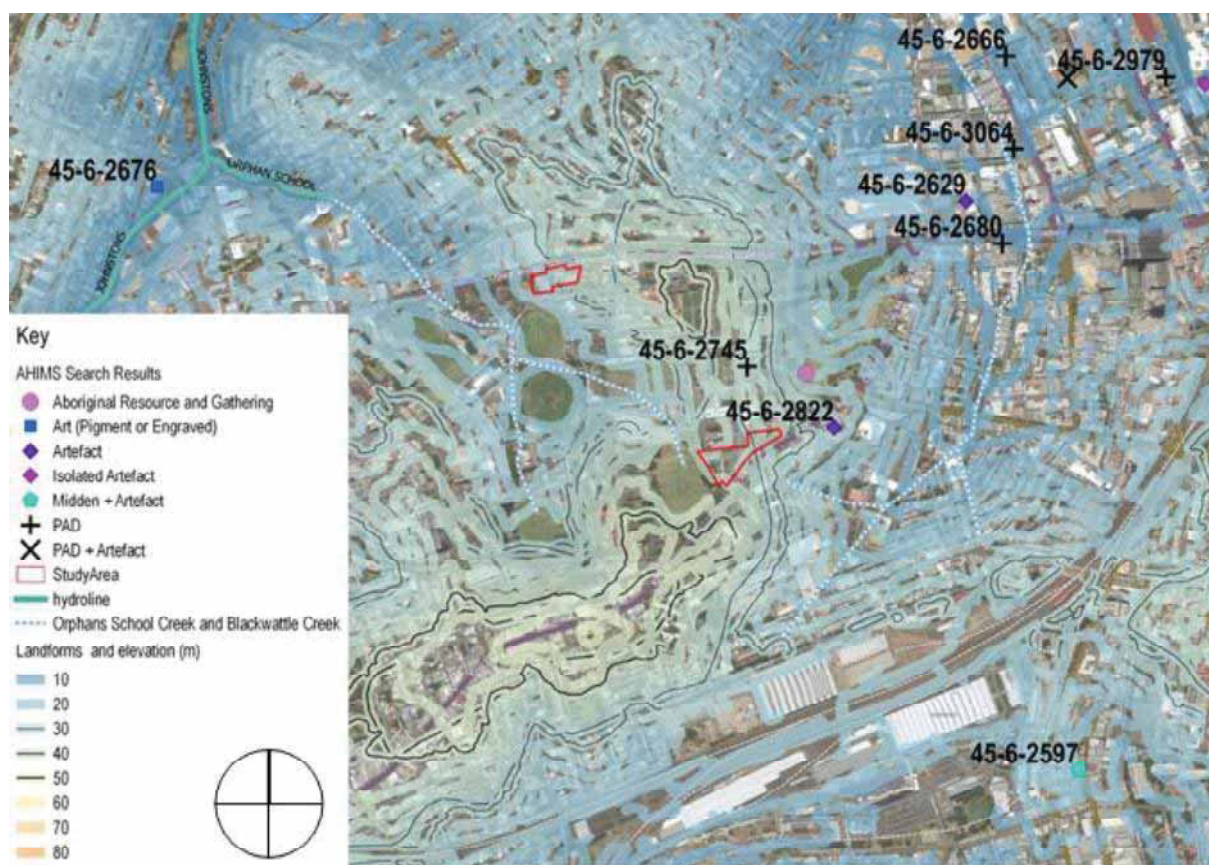 45-6-2666
45-6-2979
JOHNSTONS
45-6-3064
45-6-2676
ORPHAN SCHOOL
45-6-2629
JOHNSTONS
45-6-2680
45-6-2745
45-6-2822
45-6-2597
Key
AHIMS Search Results
Aboriginal Resource and Gathering
Art (Pigment or Engraved)
Artefact
Isolated Artefact
Midden + Artefact
PAD
PAD + Artefact
StudyArea
hydroline
Orphans School Creek and Blackwattle Creek
Landforms and elevation (m)
10
20
30
40
50
60
70
80